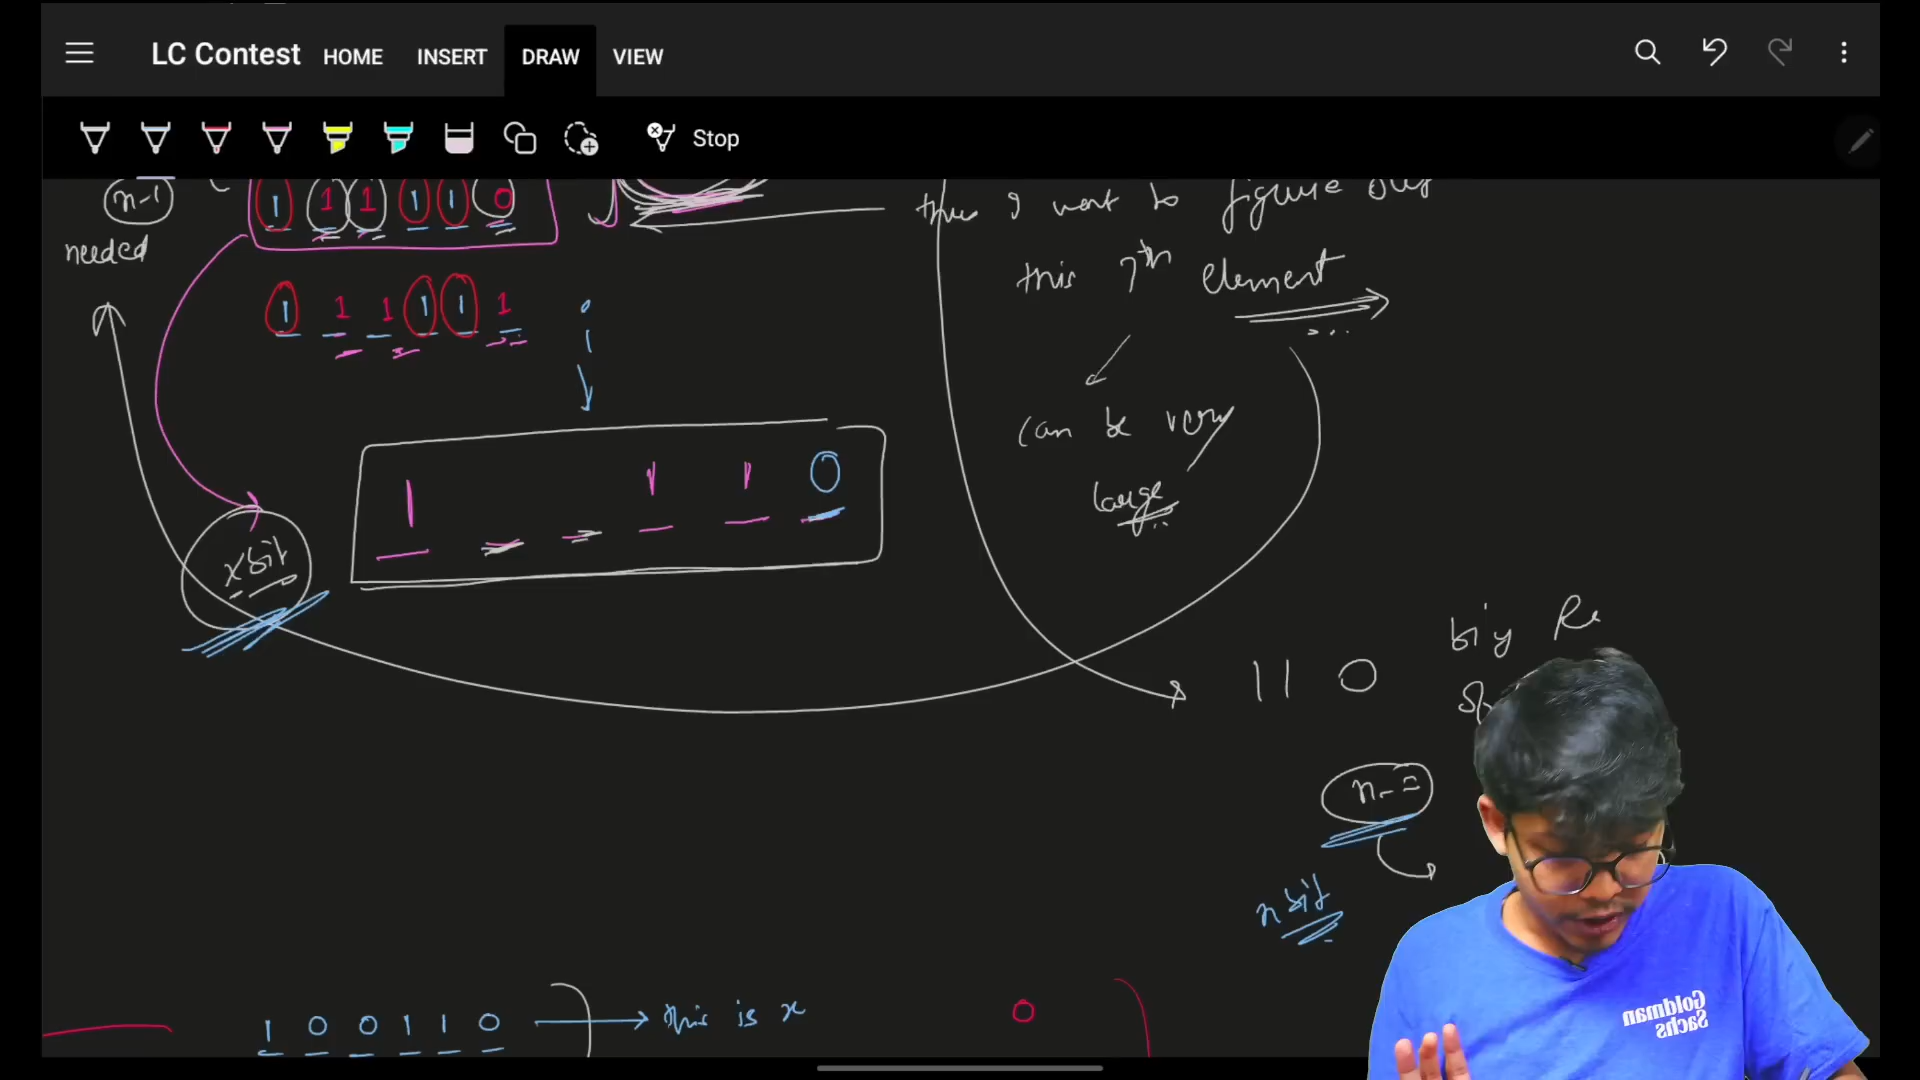 LC Contest HOME INSERT DRAW VIEW
Stop
n-1
1 1 1 1 1 0
needed
thus I want to figure out
this 7th element
1 1 1 1 1 1
can be very
large
1 1 1 0
x bit
big
1 1 0
n-
n bit
1 0 0 1 1 0 this is x 0
Goldman
Sachs